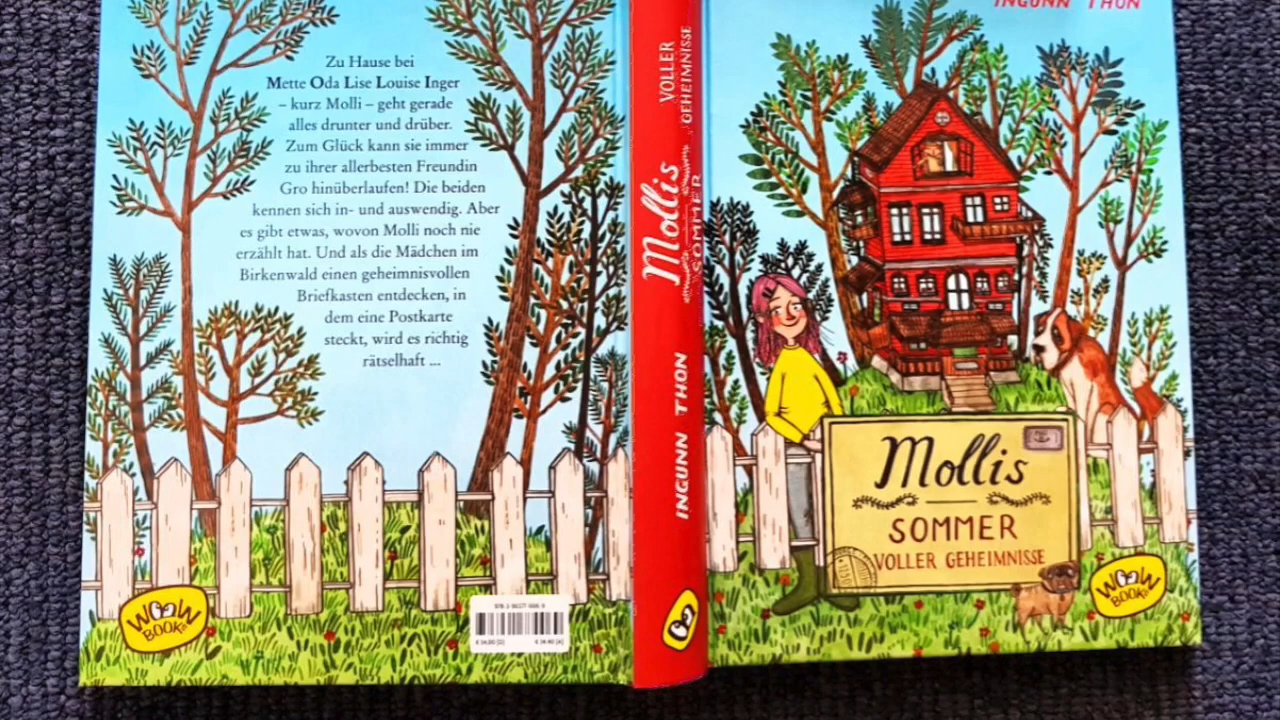 Zu Hause bei
Mette Oda Lise Louise Inger
– kurz Molli – geht gerade
alles drunter und drüber.
Zum Glück kann sie immer
zu ihrer allerbesten Freundin
Gro hinüberlaufen! Die beiden
kennen sich in- und auswendig. Aber
es gibt etwas, wovon Molli noch nie
erzählt hat. Und als die Mädchen im
Birkenwald einen geheimnisvollen
Briefkasten entdecken, in
dem eine Postkarte
steckt, wird es richtig
rätselhaft ...
WOOW
BOOKS
INGUNN THON
Mollis
SOMMER
VOLLER
GEHEIMNISSE
INGUNN THON
Mollis
SOMMER
VOLLER GEHEIMNISSE
WOOW
BOOKS